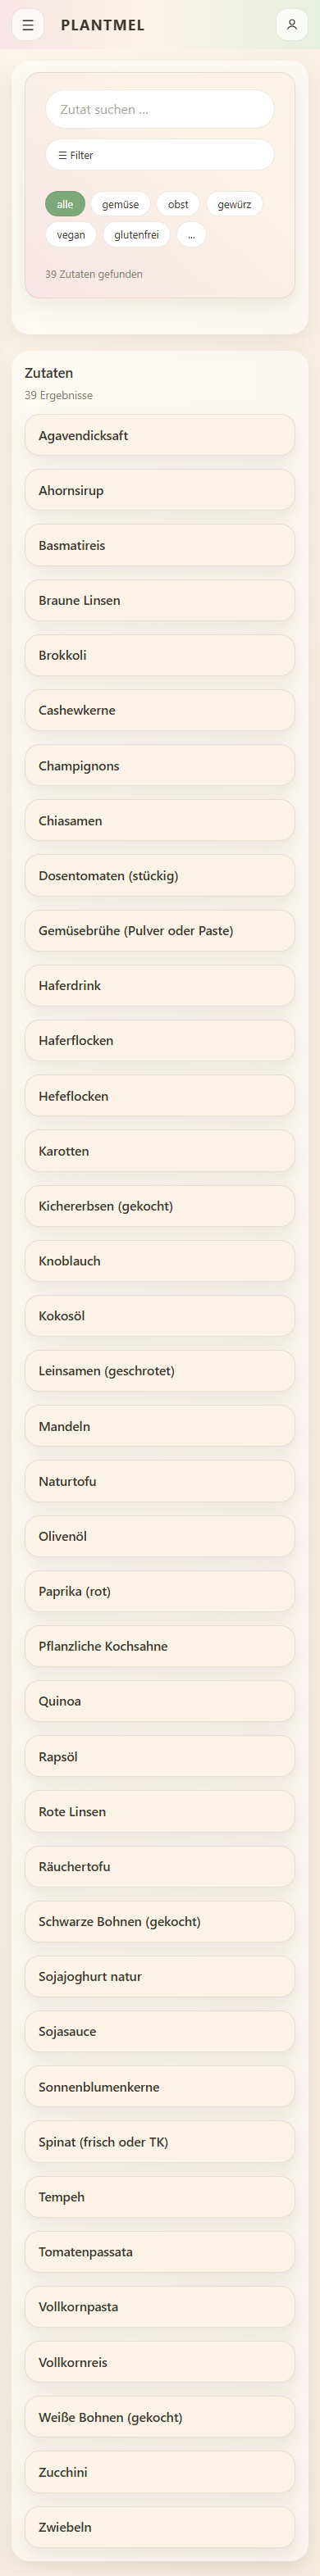 ☰ PLANTMEL
Zutat suchen ...
☰ Filter
alle gemüse obst gewürz
vegan glutenfrei ...
39 Zutaten gefunden
Zutaten
39 Ergebnisse
Agavendicksaft
Ahornsirup
Basmatireis
Braune Linsen
Brokkoli
Cashewkerne
Champignons
Chiasamen
Dosentomaten (stückig)
Gemüsebrühe (Pulver oder Paste)
Haferdrink
Haferflocken
Hefeflocken
Karotten
Kichererbsen (gekocht)
Knoblauch
Kokosöl
Leinsamen (geschrotet)
Mandeln
Naturtofu
Olivenöl
Paprika (rot)
Pflanzliche Kochsahne
Quinoa
Rapsöl
Rote Linsen
Räuchertofu
Schwarze Bohnen (gekocht)
Sojajoghurt natur
Sojasauce
Sonnenblumenkerne
Spinat (frisch oder TK)
Tempeh
Tomatenpassata
Vollkornpasta
Vollkornreis
Weiße Bohnen (gekocht)
Zucchini
Zwiebeln